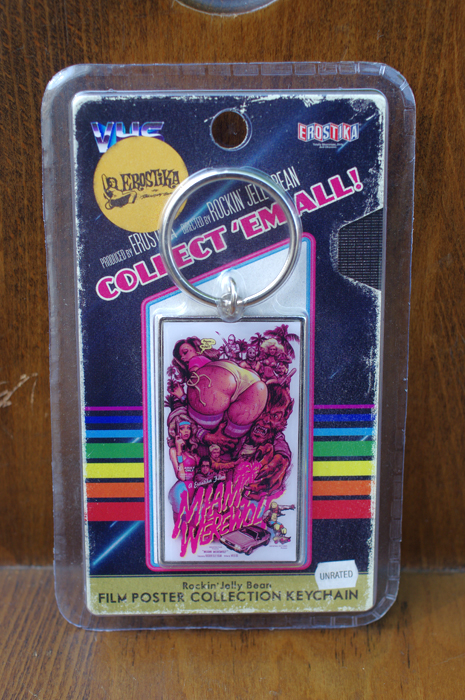 VHS
EROSTIKA
EROSTIKA
PRODUCED BY EROSTIKA DIRECTED BY ROCKIN' JELLY BEAN
COLLECT 'EM ALL!
THE
MIAMI
WEREWOLF
UNRATED
Rockin'Jelly Bean
FILM POSTER COLLECTION KEYCHAIN